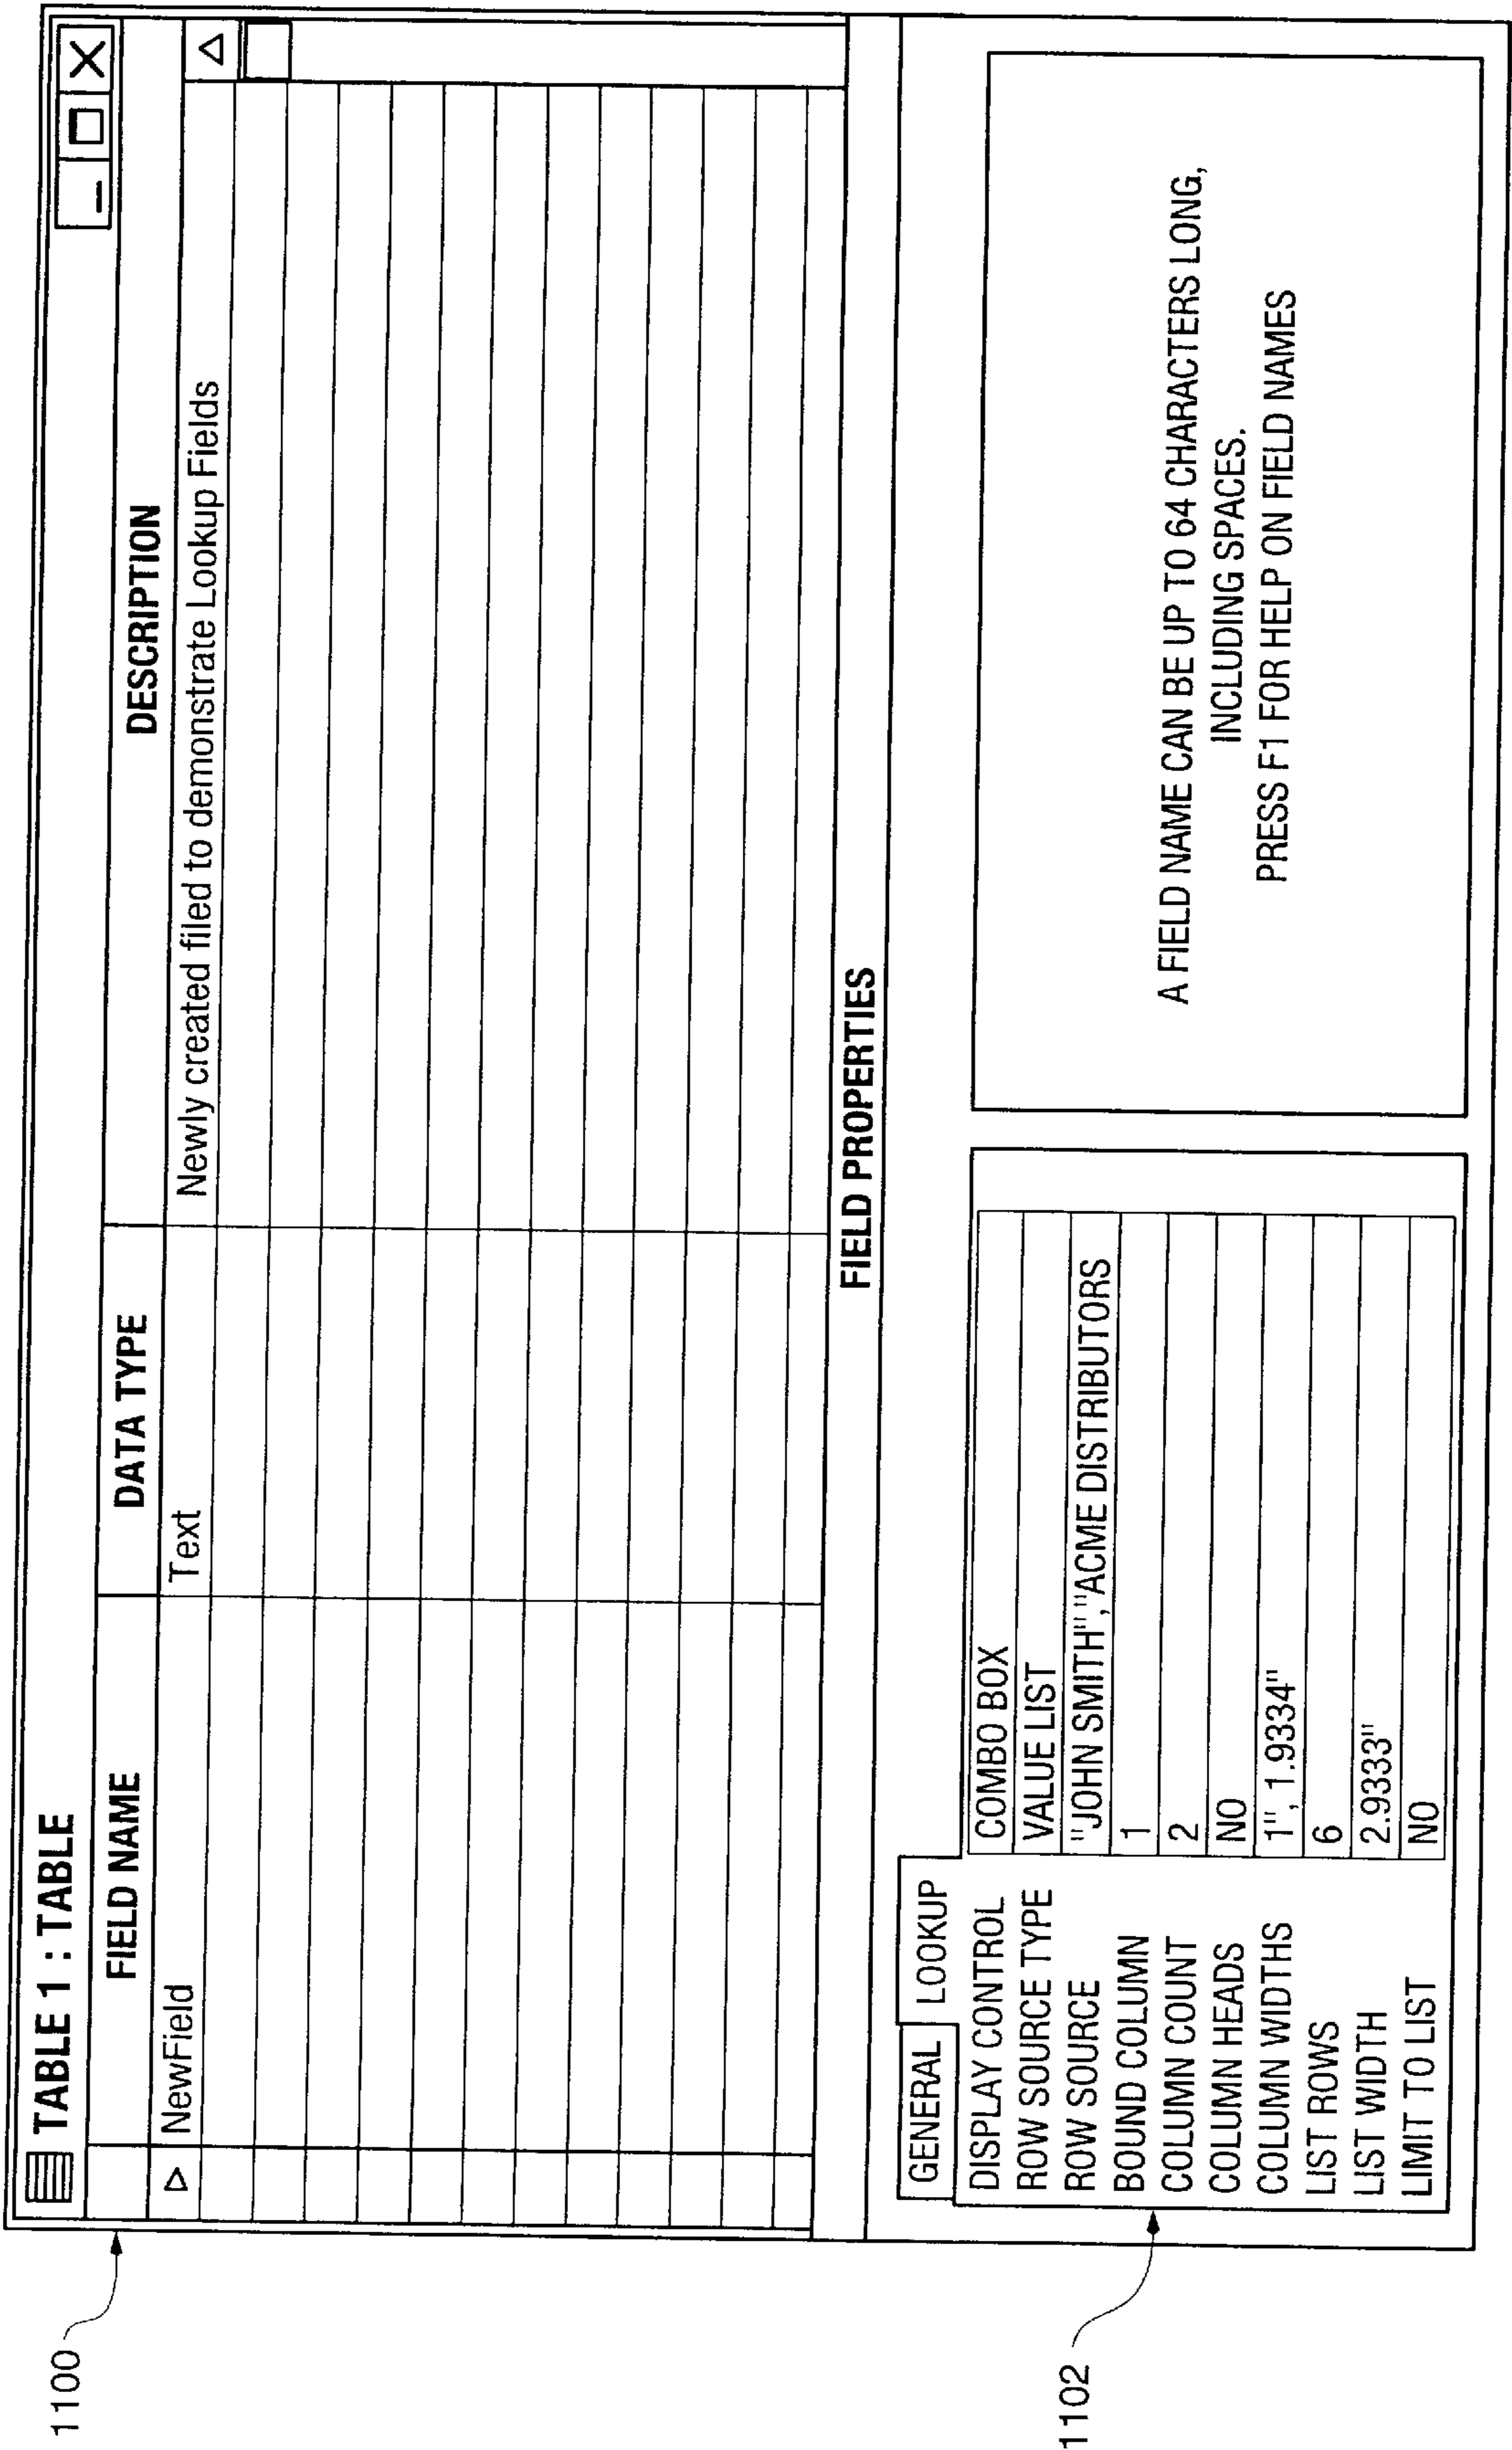 1100
TABLE 1 : TABLE
FIELD NAME DATA TYPE DESCRIPTION
NewField Text Newly created filed to demonstrate Lookup Fields
FIELD PROPERTIES
1102
GENERAL LOOKUP
DISPLAY CONTROL COMBO BOX
ROW SOURCE TYPE VALUE LIST
ROW SOURCE "JOHN SMITH","ACME DISTRIBUTORS
BOUND COLUMN 1
COLUMN COUNT 2
COLUMN HEADS NO
COLUMN WIDTHS 1", 1.9334"
LIST ROWS 6
LIST WIDTH 2.9333"
LIMIT TO LIST NO
A FIELD NAME CAN BE UP TO 64 CHARACTERS LONG,
INCLUDING SPACES.
PRESS F1 FOR HELP ON FIELD NAMES